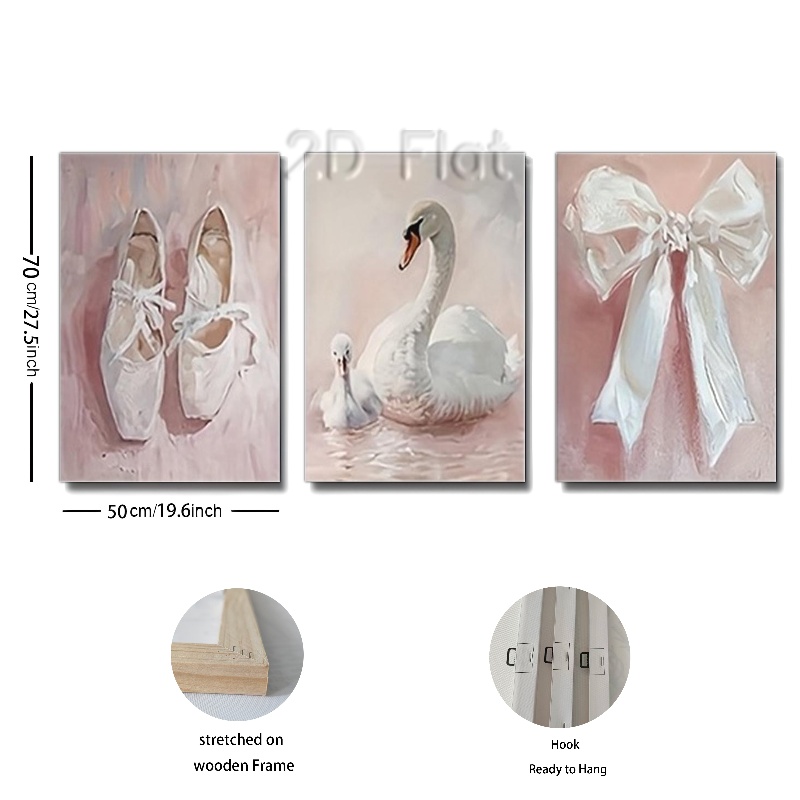 2D Flat
70 cm/27.5inch
50cm/19.6inch
stretched on
wooden Frame
Hook
Ready to Hang